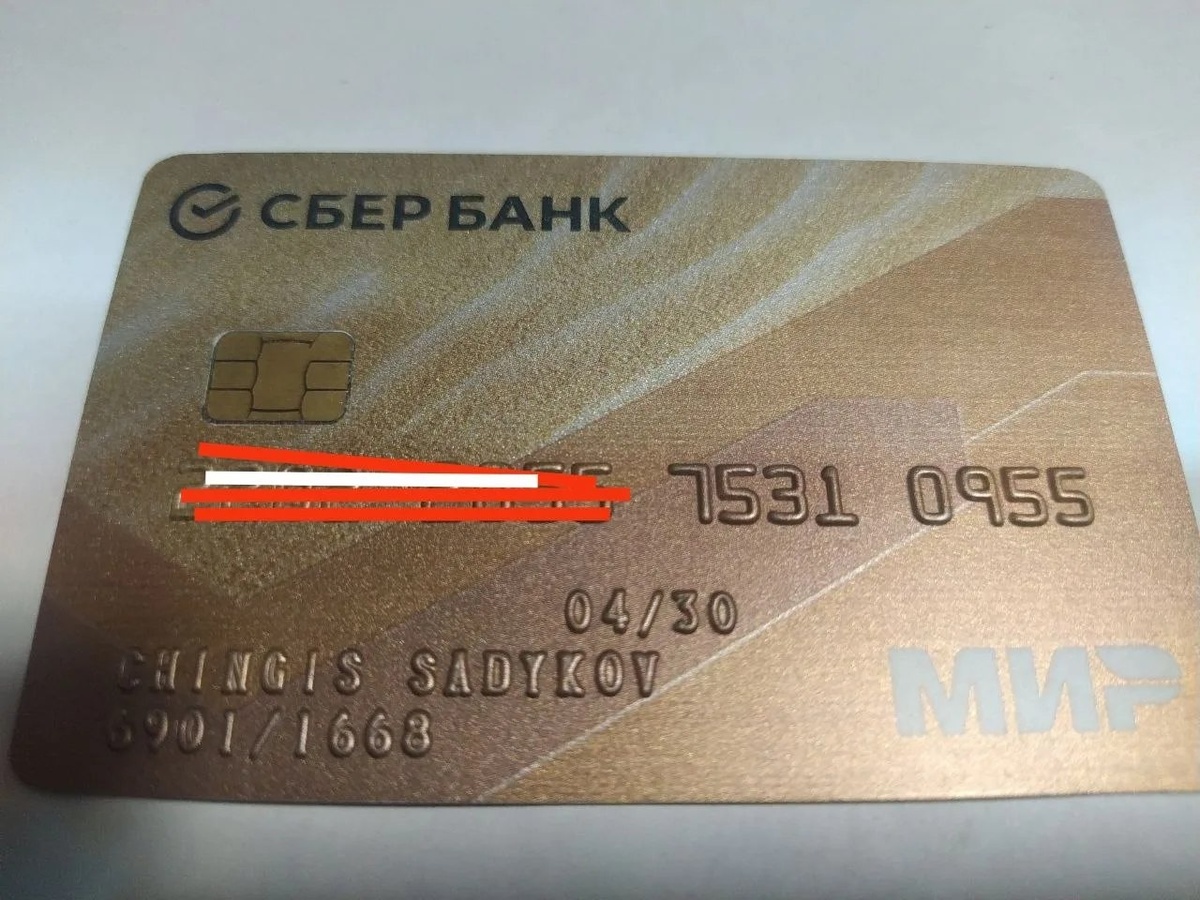 СБЕР БАНК
7531 0955
04/30
CHINGIS SADYKOV
6901/1668
МИР